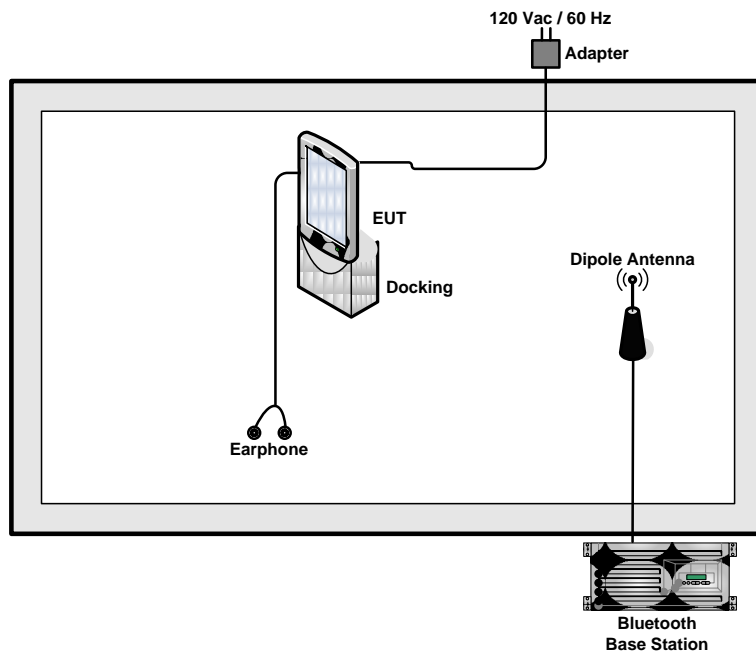 120 Vac / 60 Hz
Adapter
EUT
Docking
Dipole Antenna
Earphone
Bluetooth
Base Station